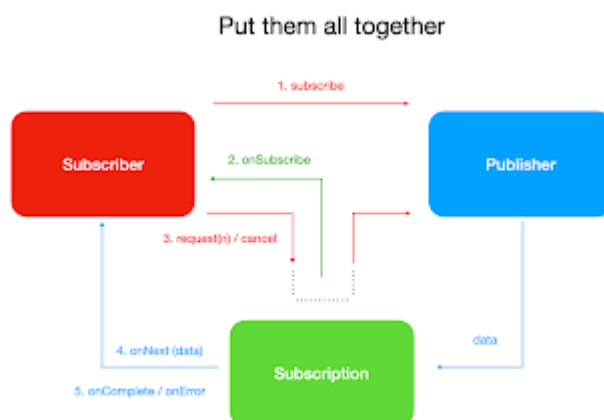 Put them all together
1. subscribe
Subscriber
2. onSubscribe
Publisher
3. request(n) / cancel
4. onNext (data)
data
Subscription
5. onComplete / onError